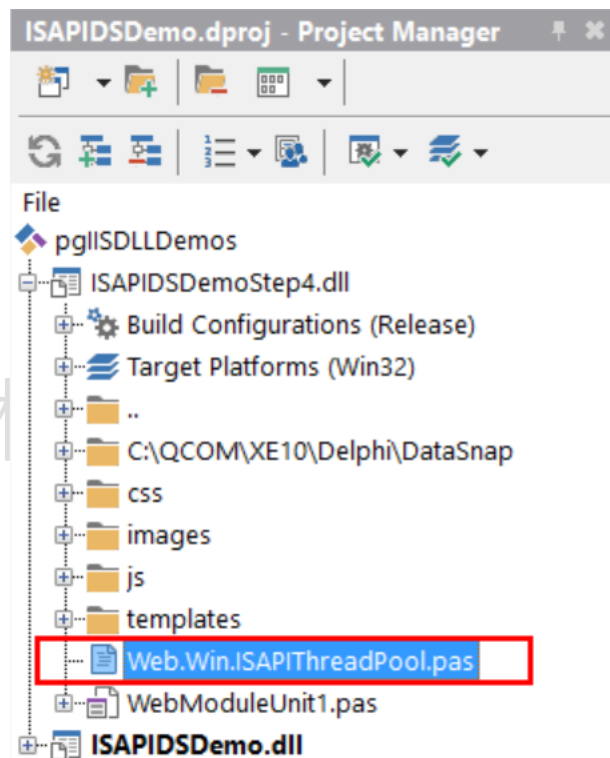 ISAPIDSDemo.dproj - Project Manager
File
pgIISDLLDemos
ISAPIDSDemoStep4.dll
Build Configurations (Release)
Target Platforms (Win32)
..
C:\QCOM\XE10\Delphi\DataSnap
css
images
js
templates
Web.Win.ISAPIThreadPool.pas
WebModuleUnit1.pas
ISAPIDSDemo.dll